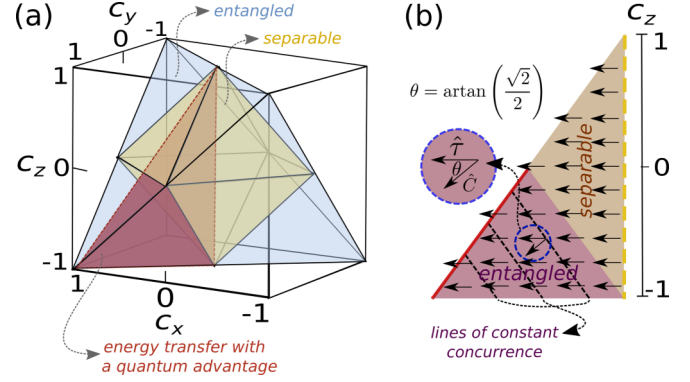 (a)
c_y
-1
0
1
entangled
separable
1
c_z
0
-1
1
0
-1
c_x
energy transfer with
a quantum advantage
(b)
c_z
1
0
-1
θ = artan (√2/2)
τ̂
θ
Ĉ
separable
entangled
lines of constant
concurrence